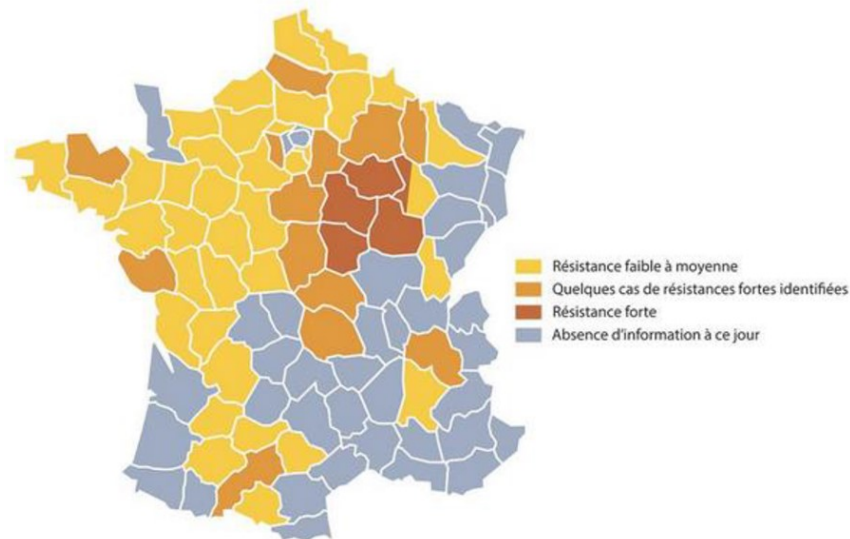 Résistance faible à moyenne
Quelques cas de résistances fortes identifiées
Résistance forte
Absence d'information à ce jour